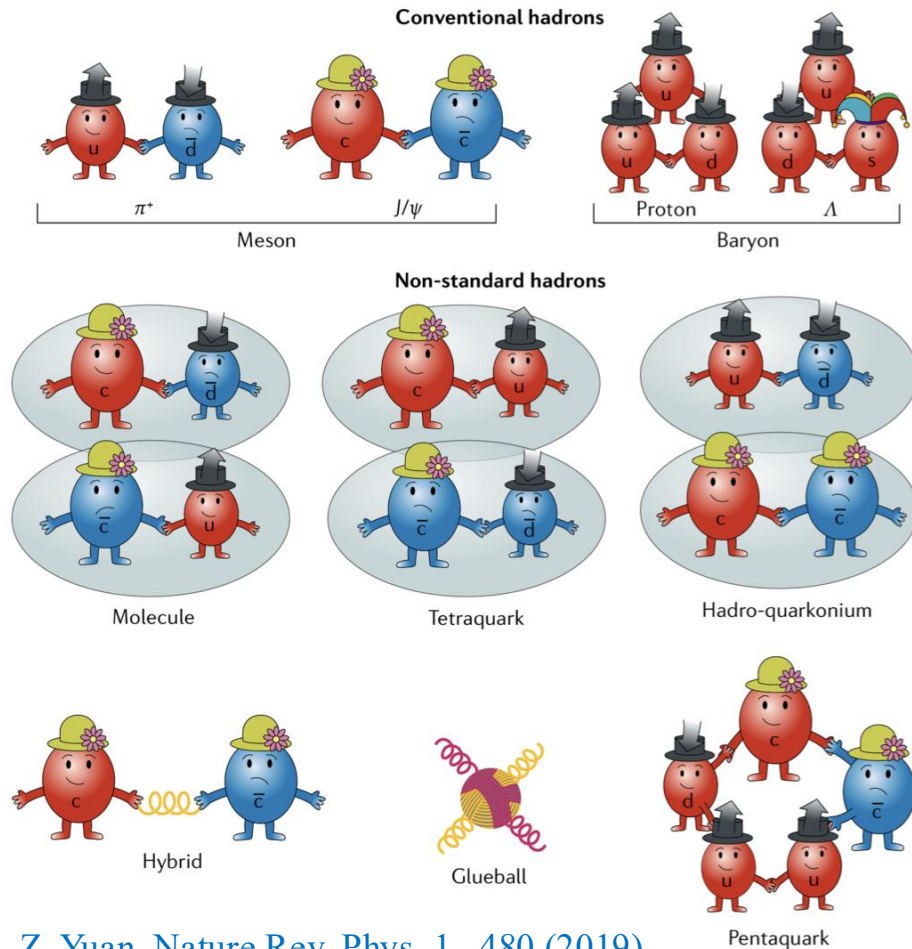 Conventional hadrons
u d̄ c c̄ u u d u d s
π⁺ J/ψ Proton Λ
Meson Baryon
Non-standard hadrons
c d̄ c u u d̄
c̄ u c̄ d̄ c c̄
Molecule Tetraquark Hadro-quarkonium
c c̄
Hybrid
Glueball
c
d c̄
u u
Pentaquark
Z. Yuan, Nature Rev. Phys. 1, 480 (2019)